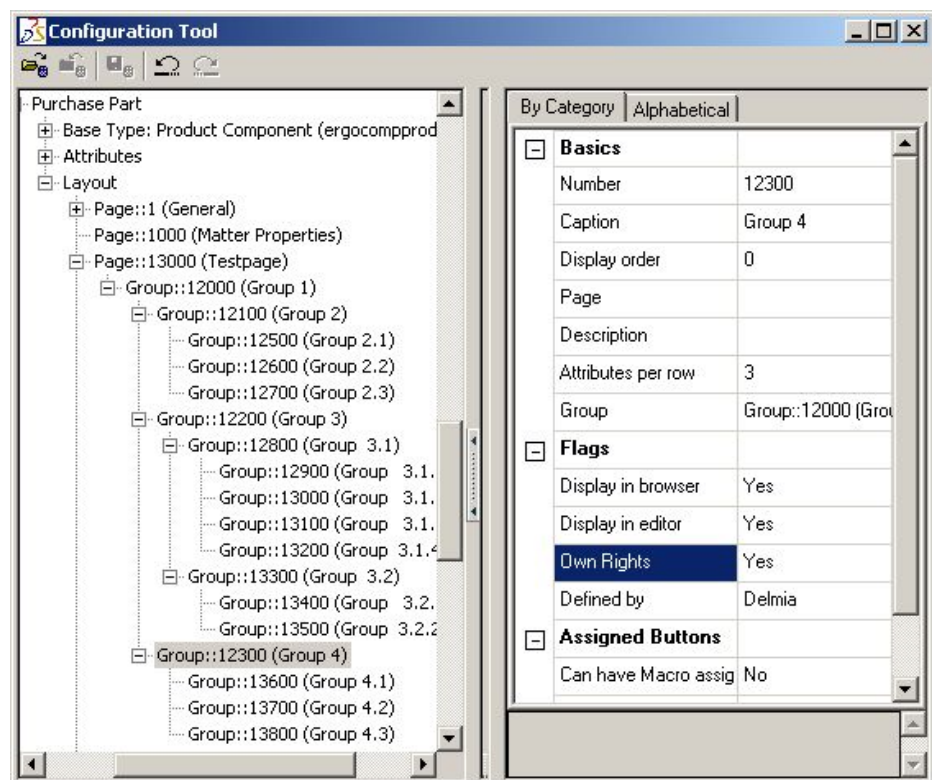 Configuration Tool
Purchase Part
Base Type: Product Component (ergocompprod
Attributes
Layout
Page::1 (General)
Page::1000 (Matter Properties)
Page::13000 (Testpage)
Group::12000 (Group 1)
Group::12100 (Group 2)
Group::12500 (Group 2.1)
Group::12600 (Group 2.2)
Group::12700 (Group 2.3)
Group::12200 (Group 3)
Group::12800 (Group 3.1)
Group::12900 (Group 3.1.
Group::13000 (Group 3.1.
Group::13100 (Group 3.1.
Group::13200 (Group 3.1.4
Group::13300 (Group 3.2)
Group::13400 (Group 3.2.
Group::13500 (Group 3.2.2
Group::12300 (Group 4)
Group::13600 (Group 4.1)
Group::13700 (Group 4.2)
Group::13800 (Group 4.3)
By Category Alphabetical
Basics
Number 12300
Caption Group 4
Display order 0
Page
Description
Attributes per row 3
Group Group::12000 (Grou
Flags
Display in browser Yes
Display in editor Yes
Own Rights Yes
Defined by Delmia
Assigned Buttons
Can have Macro assig No